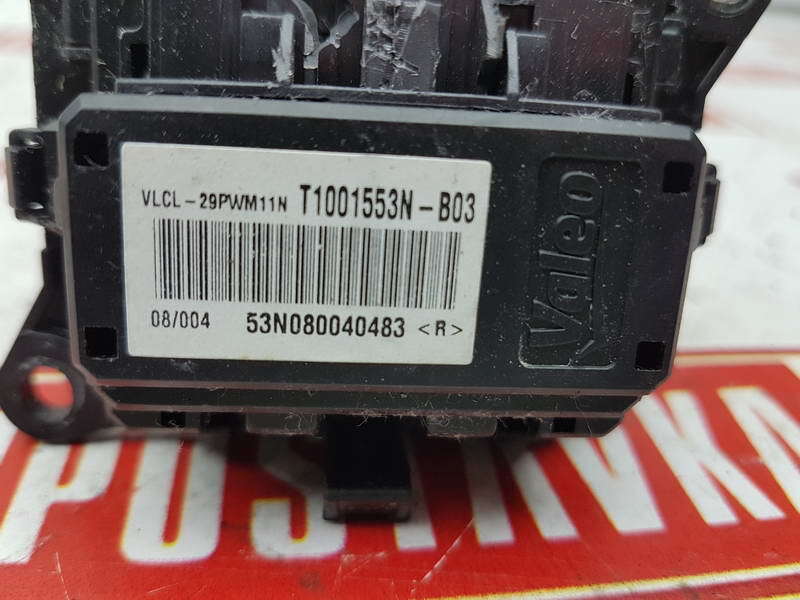 VLCL-29PWM11N T1001553N-B03
08/004 53N080040483 <R>
Valeo
POSTAVKA